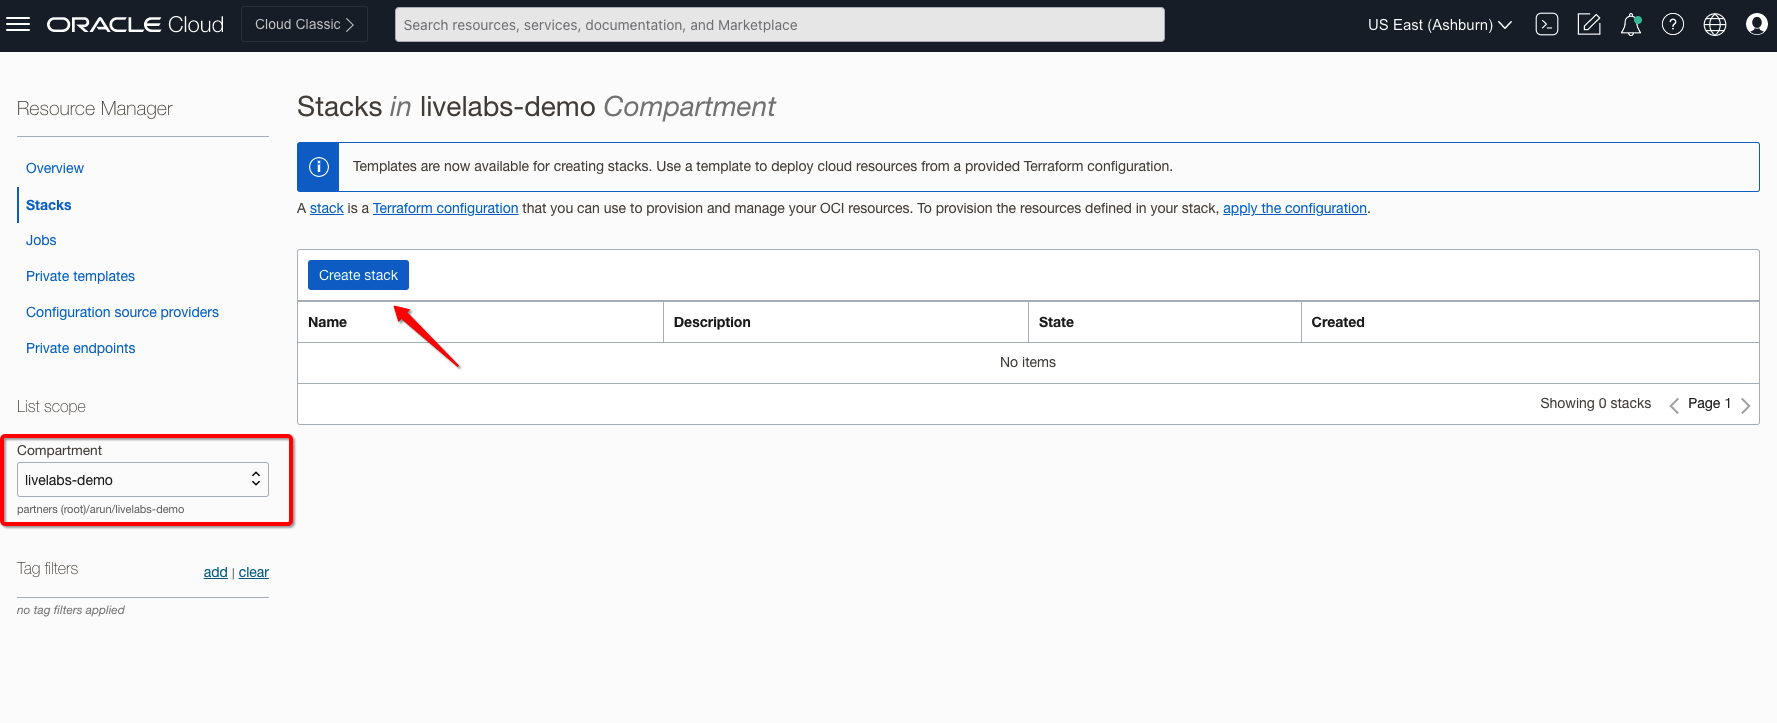 ORACLE Cloud
Cloud Classic
Search resources, services, documentation, and Marketplace
US East (Ashburn)
Resource Manager
Overview
Stacks
Jobs
Private templates
Configuration source providers
Private endpoints
List scope
Compartment
livelabs-demo
partners (root)/arun/livelabs-demo
Tag filters
add | clear
no tag filters applied
Stacks in livelabs-demo Compartment
Templates are now available for creating stacks. Use a template to deploy cloud resources from a provided Terraform configuration.
A stack is a Terraform configuration that you can use to provision and manage your OCI resources. To provision the resources defined in your stack, apply the configuration.
Create stack
Name Description State Created
No items
Showing 0 stacks Page 1